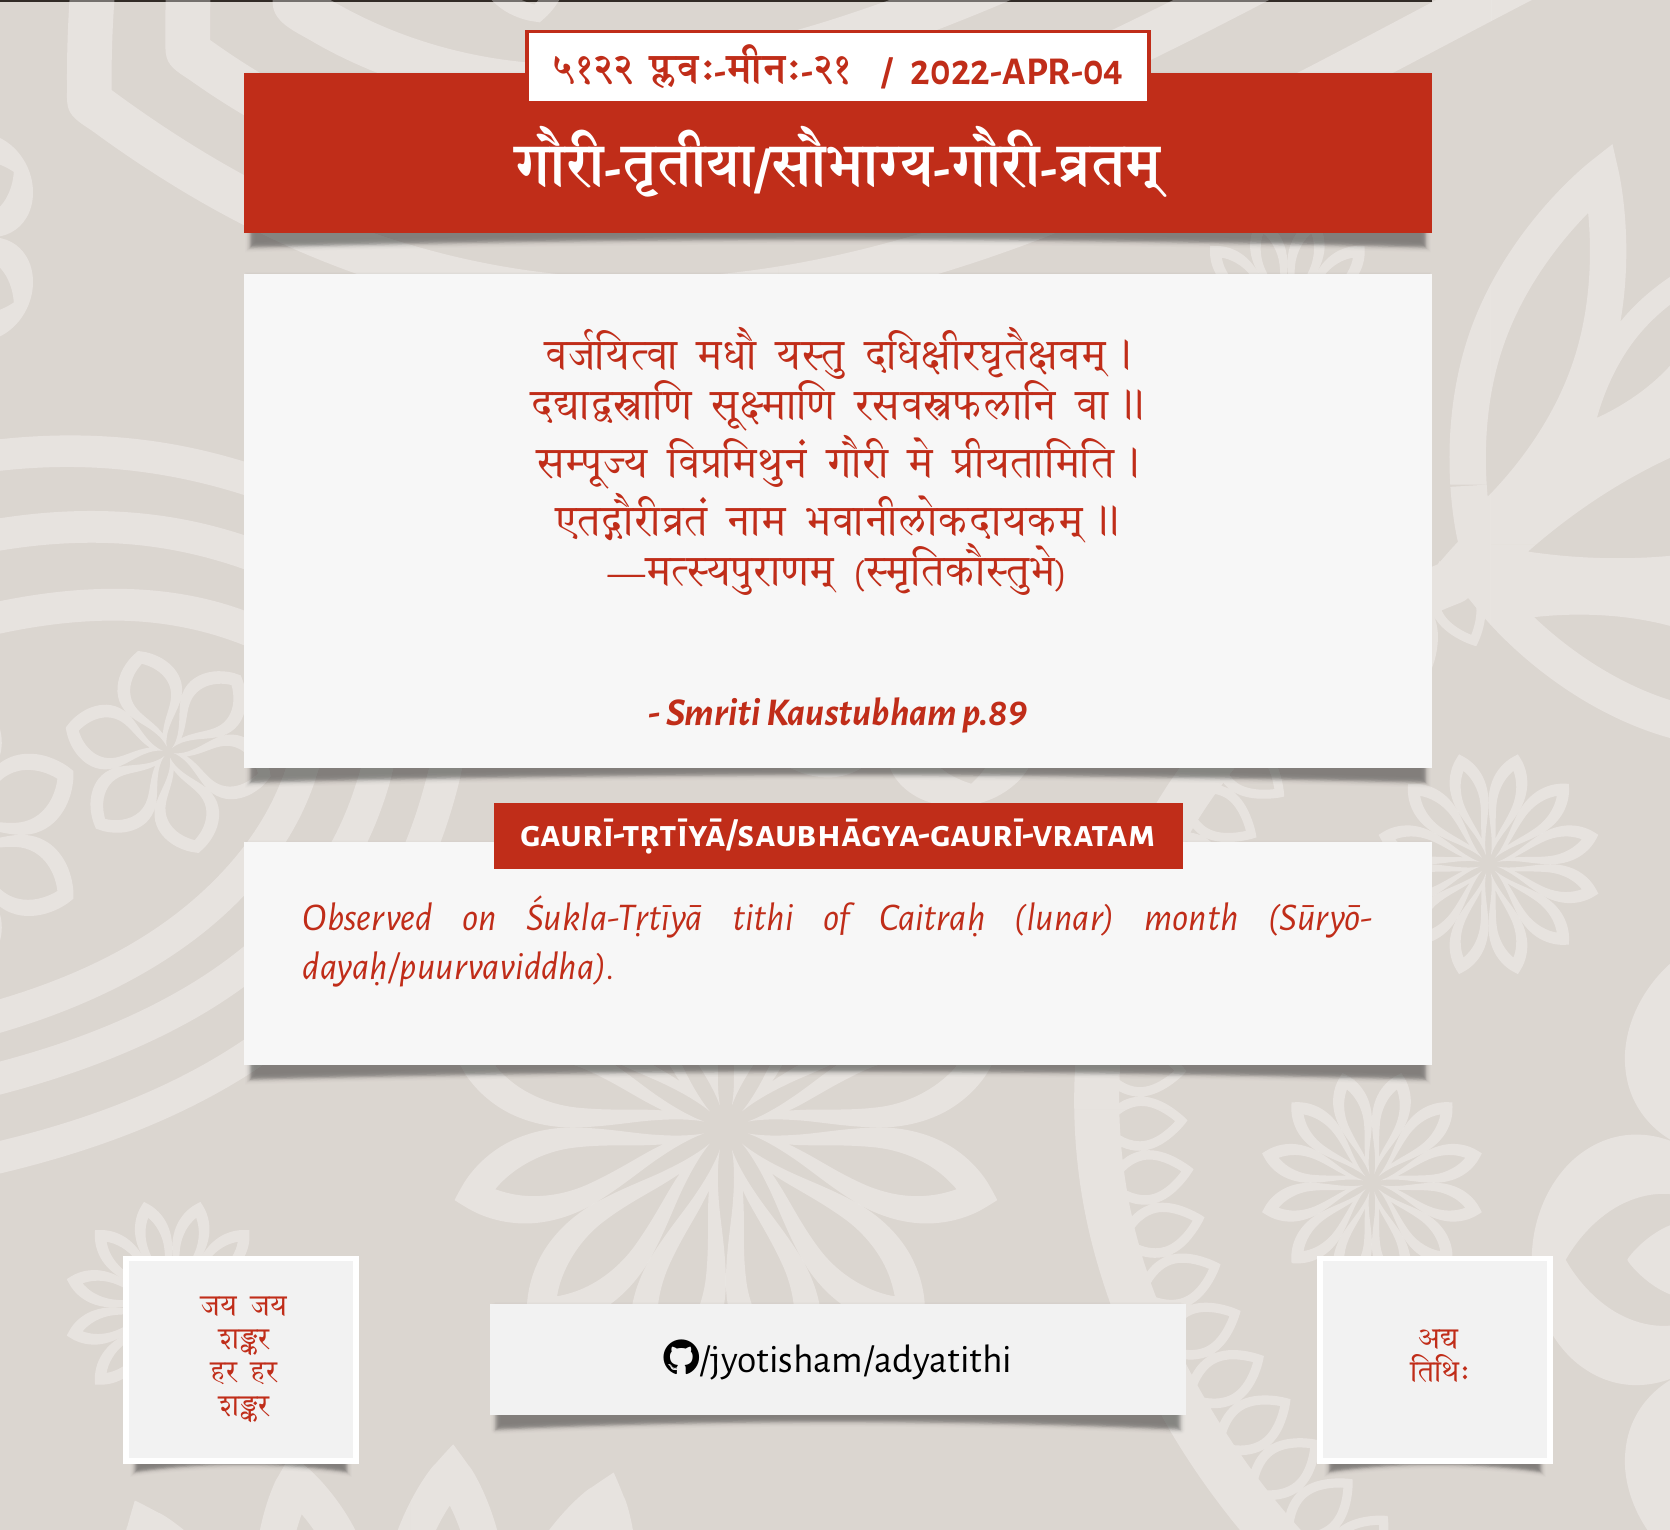 ५१२२ प्लवः-मीनः-२१ / 2022-APR-04
गौरी-तृतीया/सौभाग्य-गौरी-व्रतम्
वर्जयित्वा मधौ यस्तु दधिक्षीरघृतैक्षवम्।
दद्याद्वस्त्राणि सूक्ष्माणि रसवस्त्रफलानि वा॥
सम्पूज्य विप्रमिथुनं गौरी मे प्रीयतामिति।
एतद्गौरीव्रतं नाम भवानीलोकदायकम्॥
—मत्स्यपुराणम् (स्मृतिकौस्तुभे)
- Smriti Kaustubham p.89
GAURĪ-TṚTĪYĀ/SAUBHĀGYA-GAURĪ-VRATAM
Observed on Śukla-Tṛtīyā tithi of Caitraḥ (lunar) month (Sūryō-
dayaḥ/puurvaviddha).
जय जय
शङ्कर
हर हर
शङ्कर
/jyotisham/adyatithi
अद्य
तिथिः